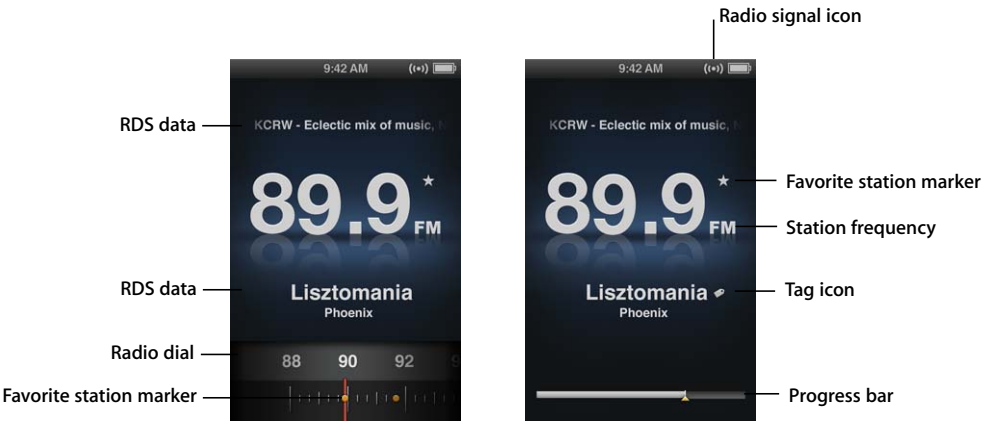 Radio signal icon
9:42 AM
9:42 AM
RDS data
KCRW - Eclectic mix of music,
KCRW - Eclectic mix of music,
89.9 FM
89.9 FM
Favorite station marker
Station frequency
RDS data
Lisztomania
Phoenix
Lisztomania
Phoenix
Tag icon
Radio dial
88 90 92
Favorite station marker
Progress bar